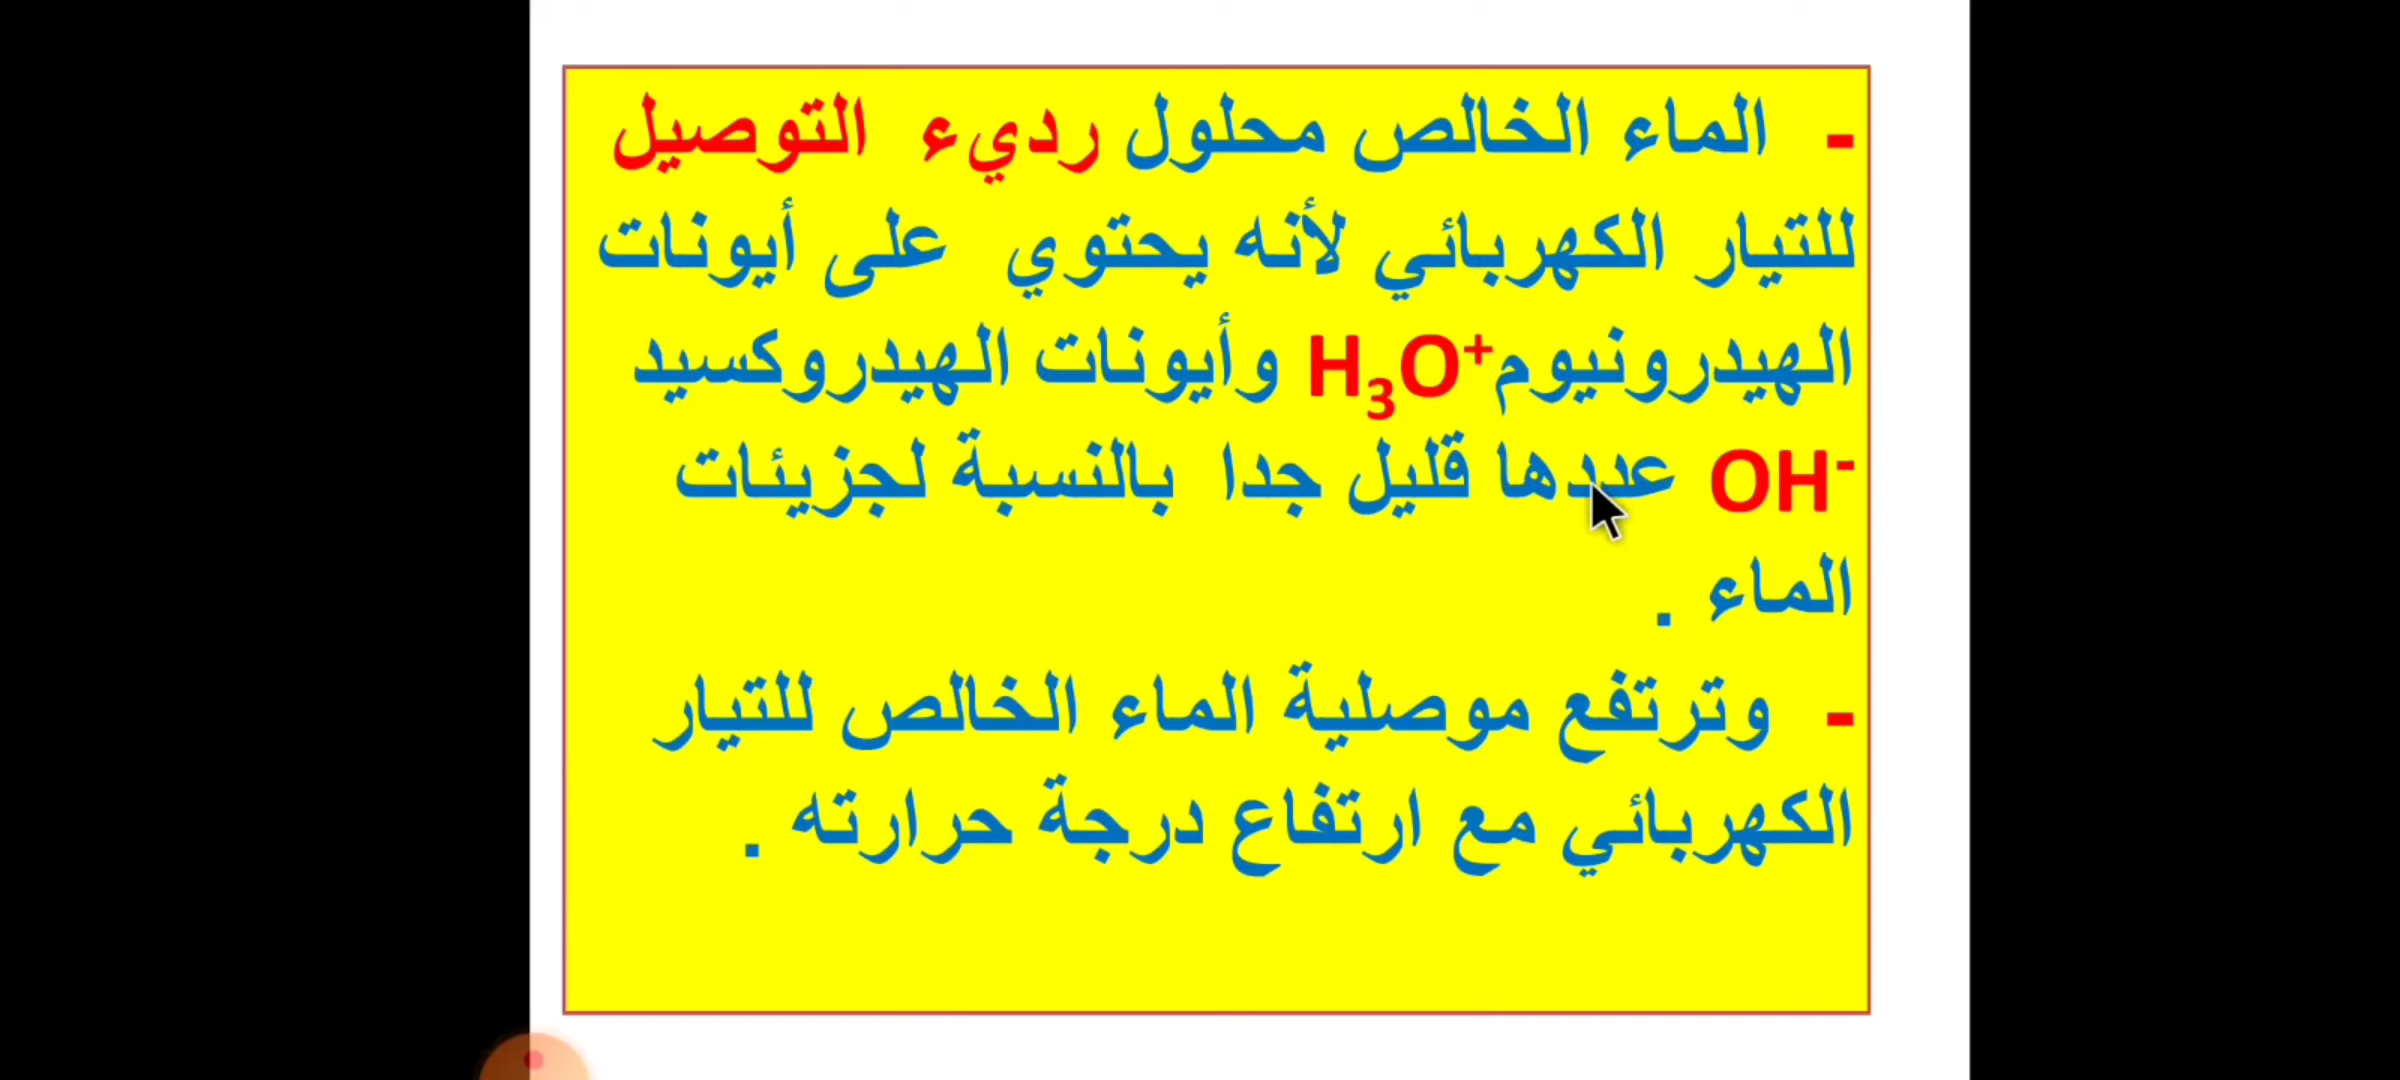 - الماء الخالص محلول رديء التوصيل
للتيار الكهربائي لأنه يحتوي على أيونات
الهيدرونيوم H₃O⁺ وأيونات الهيدروكسيد
OH⁻ عددها قليل جدا بالنسبة لجزيئات
الماء .
- وترتفع موصلية الماء الخالص للتيار
الكهربائي مع ارتفاع درجة حرارته .